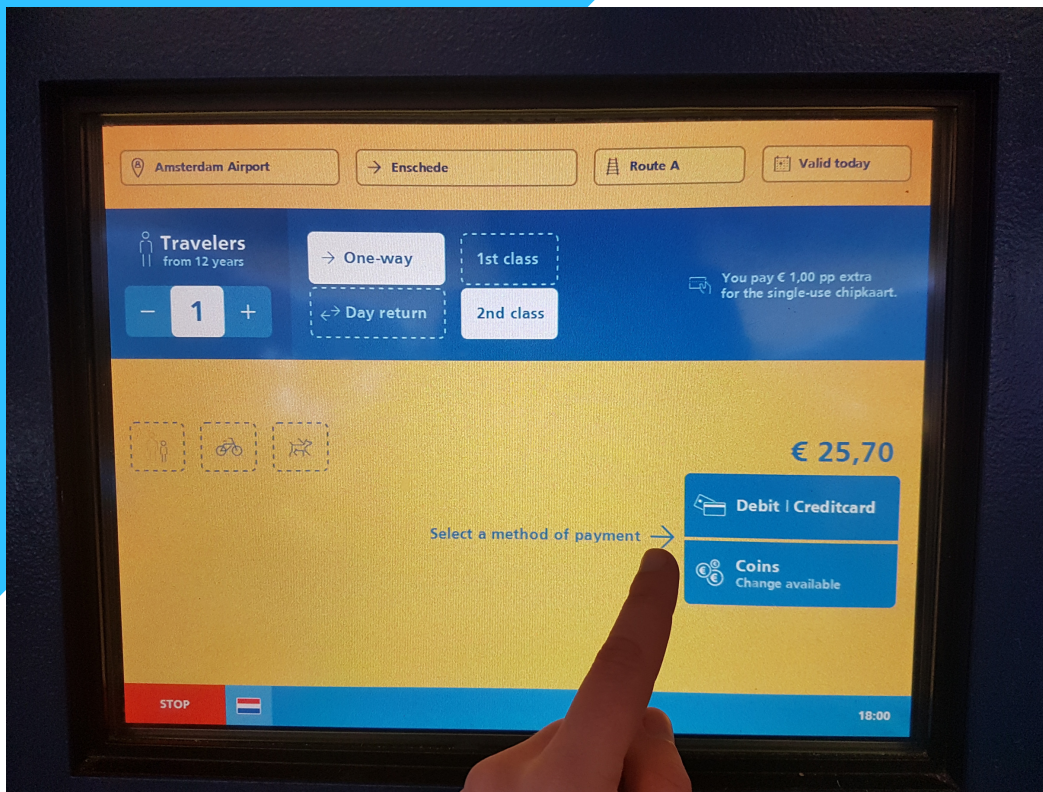 Amsterdam Airport
Enschede
Route A
Valid today
Travelers
from 12 years
− 1 +
One-way
1st class
Day return
2nd class
You pay € 1,00 pp extra
for the single-use chipkaart.
€ 25,70
Select a method of payment
Debit | Creditcard
Coins
Change available
STOP
18:00